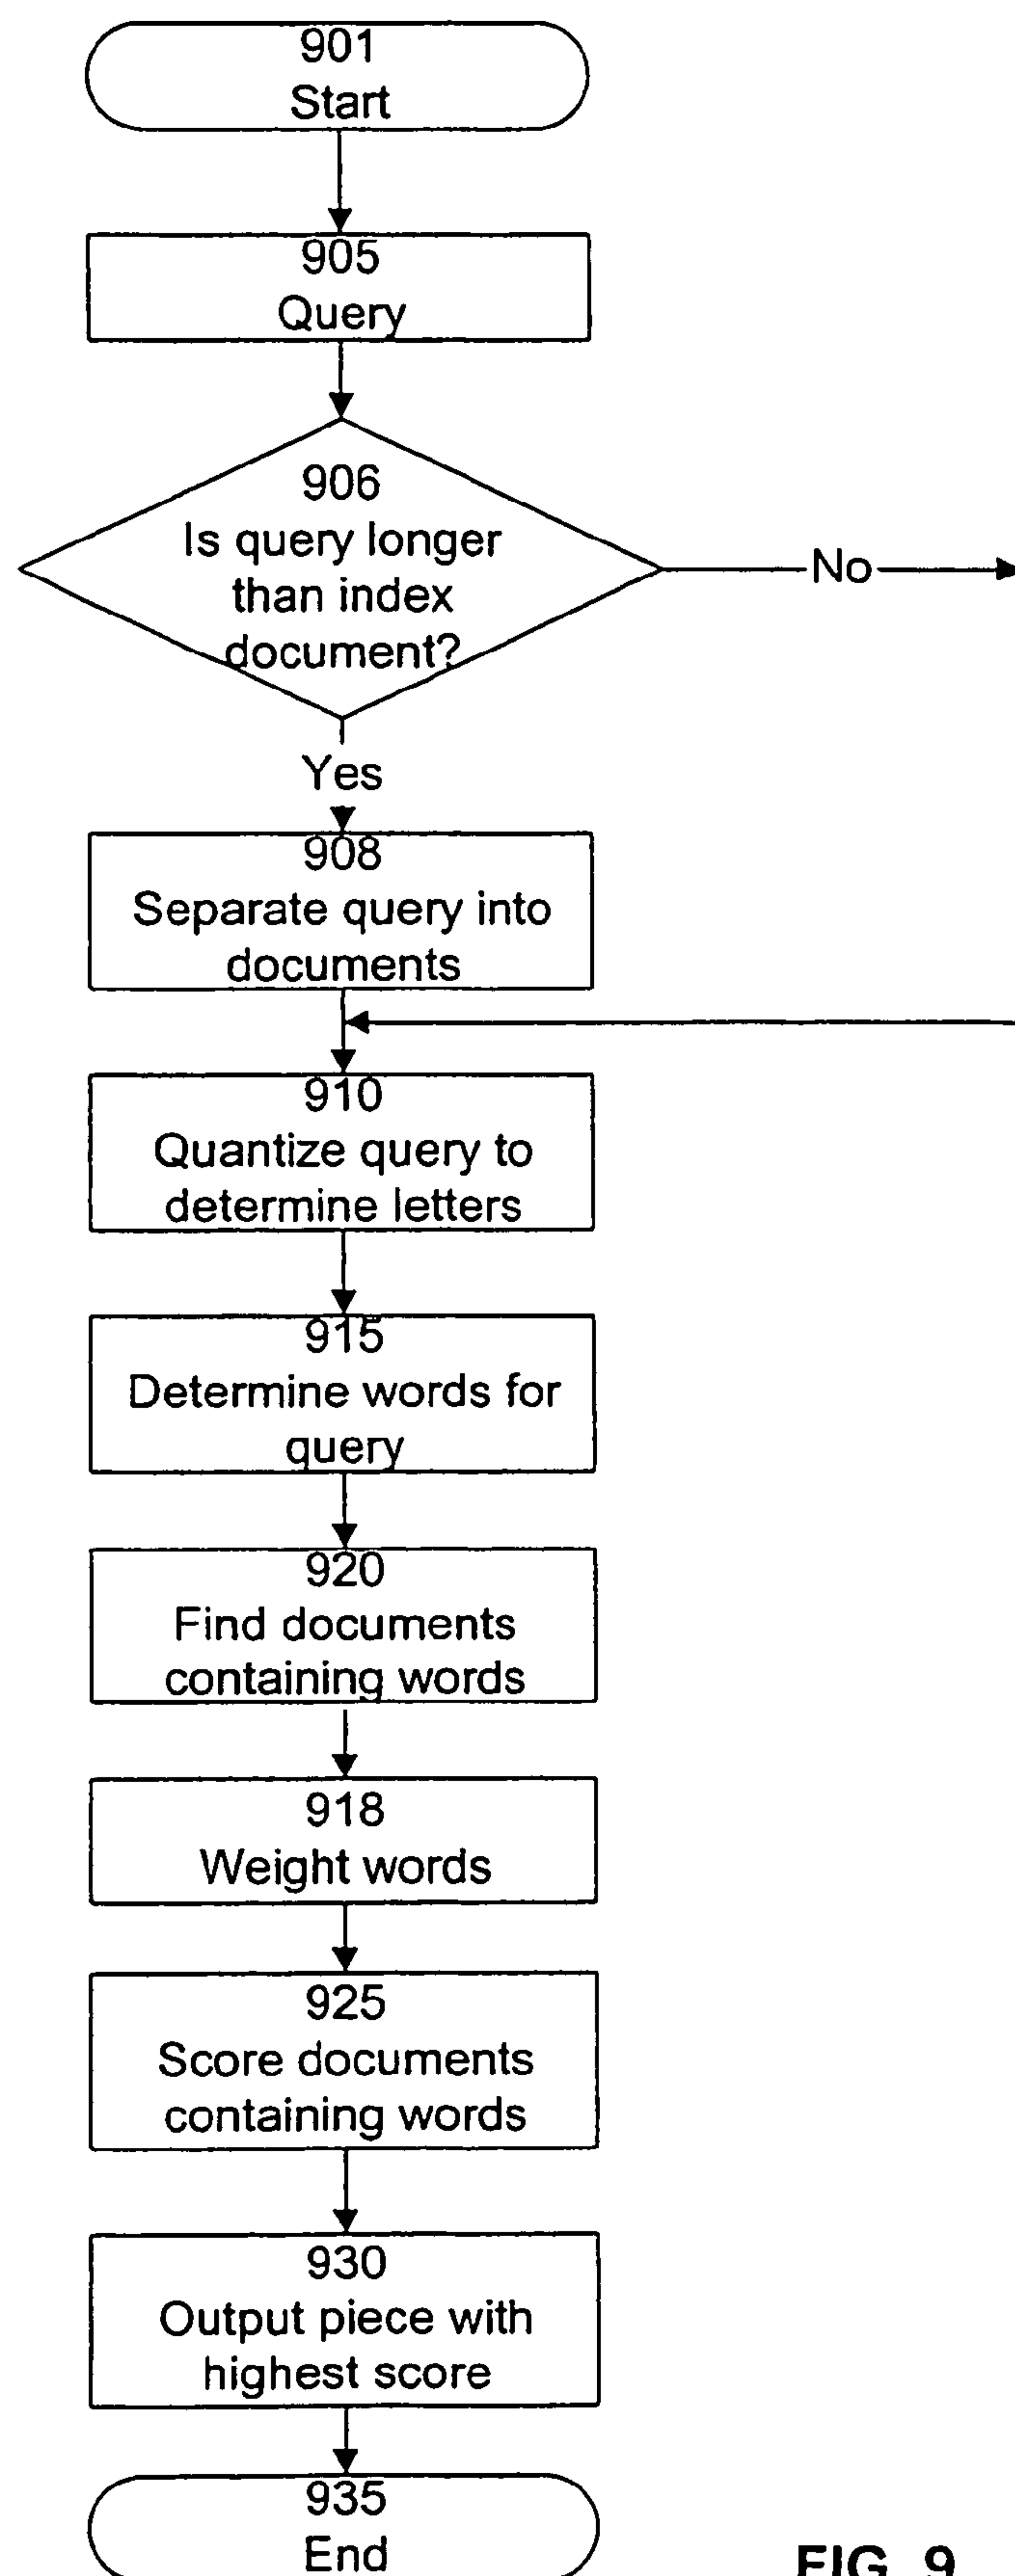 901
Start
905
Query
906
Is query longer
than index
document?
No
Yes
908
Separate query into
documents
910
Quantize query to
determine letters
915
Determine words for
query
920
Find documents
containing words
918
Weight words
925
Score documents
containing words
930
Output piece with
highest score
935
End
FIG. 9